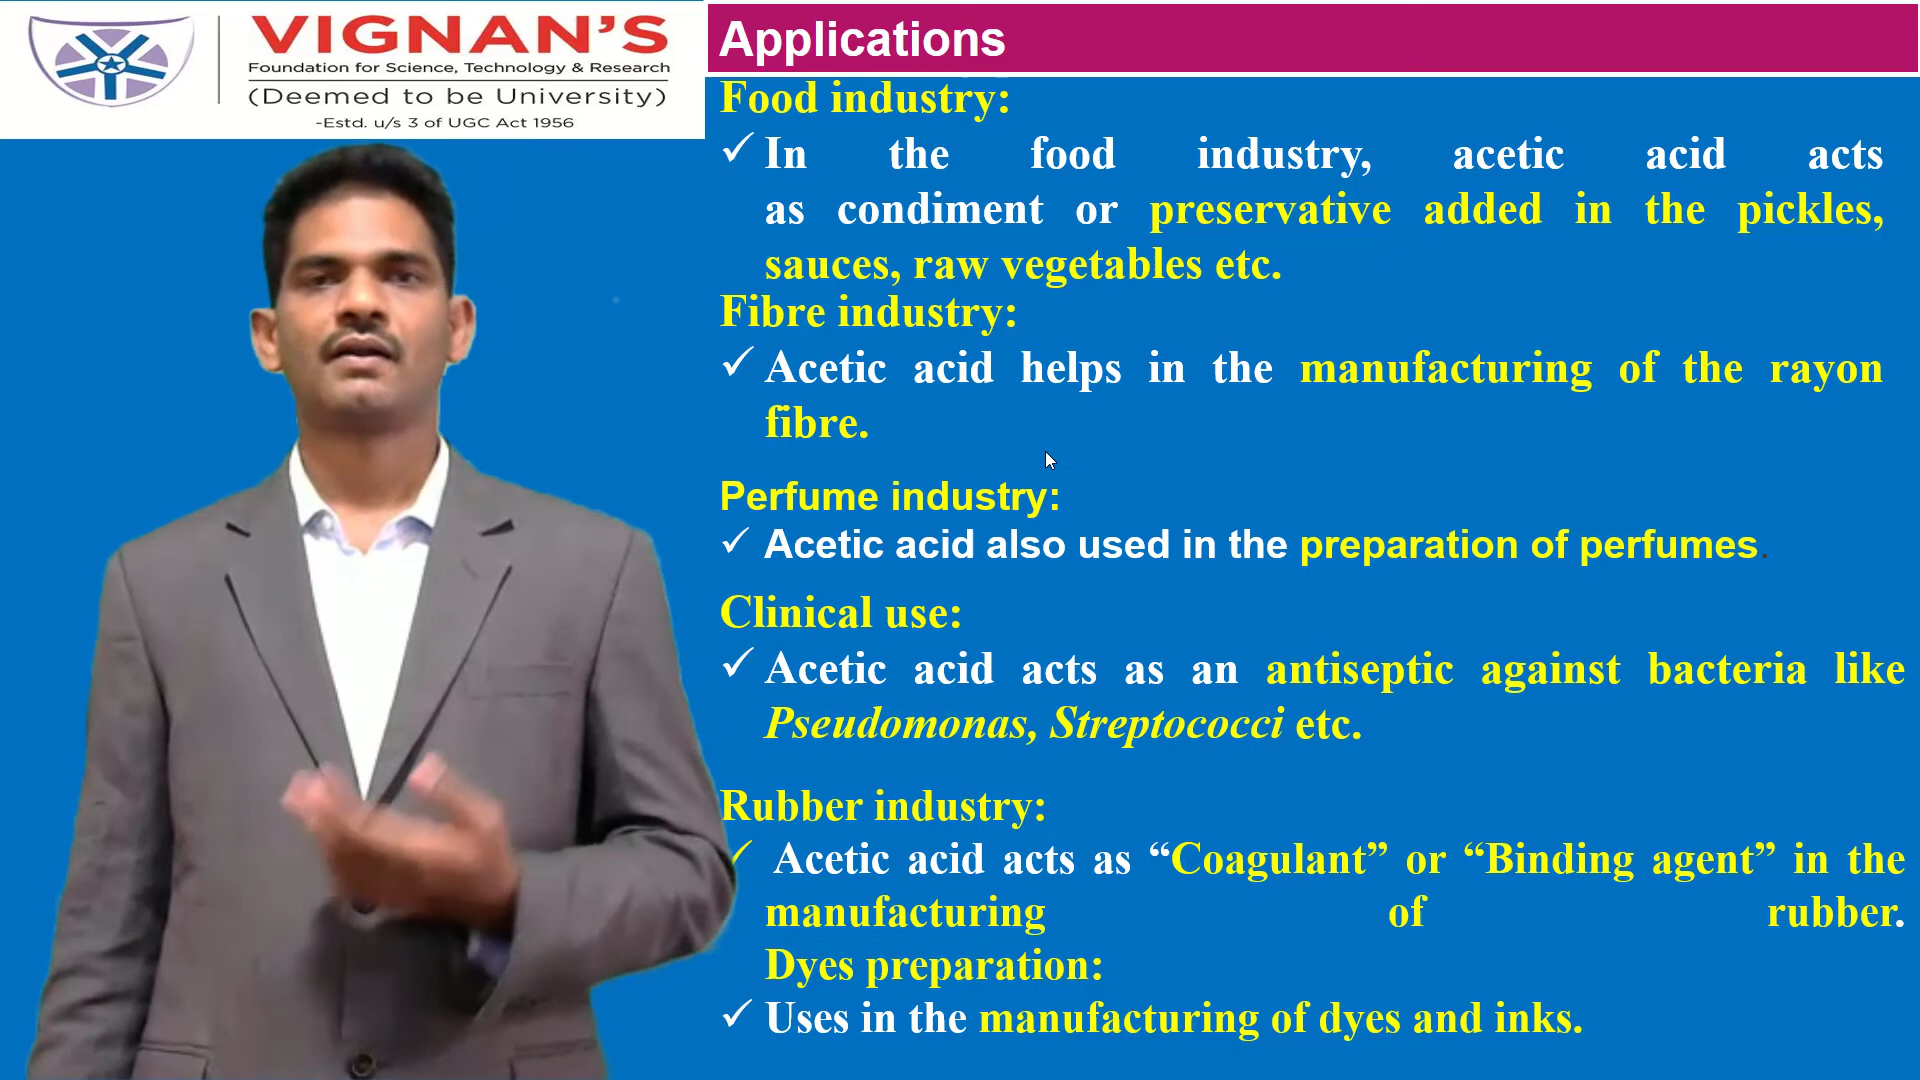 VIGNAN'S
Foundation for Science, Technology & Research
(Deemed to be University)
-Estd. u/s 3 of UGC Act 1956
Applications
Food industry:
✓ In the food industry, acetic acid acts
as condiment or preservative added in the pickles,
sauces, raw vegetables etc.
Fibre industry:
✓ Acetic acid helps in the manufacturing of the rayon
fibre.
Perfume industry:
✓ Acetic acid also used in the preparation of perfumes.
Clinical use:
✓ Acetic acid acts as an antiseptic against bacteria like
Pseudomonas, Streptococci etc.
Rubber industry:
✓ Acetic acid acts as “Coagulant” or “Binding agent” in the
manufacturing of rubber.
Dyes preparation:
✓ Uses in the manufacturing of dyes and inks.